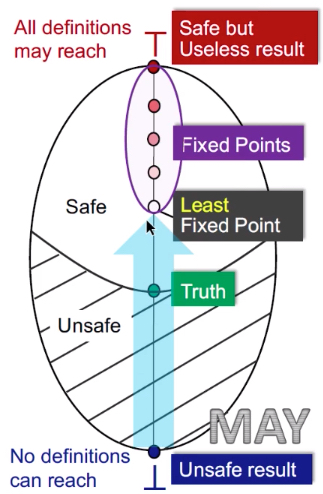 All definitions
may reach
Safe but
Useless result
Fixed Points
Least
Fixed Point
Safe
Truth
Unsafe
MAY
No definitions
can reach
Unsafe result